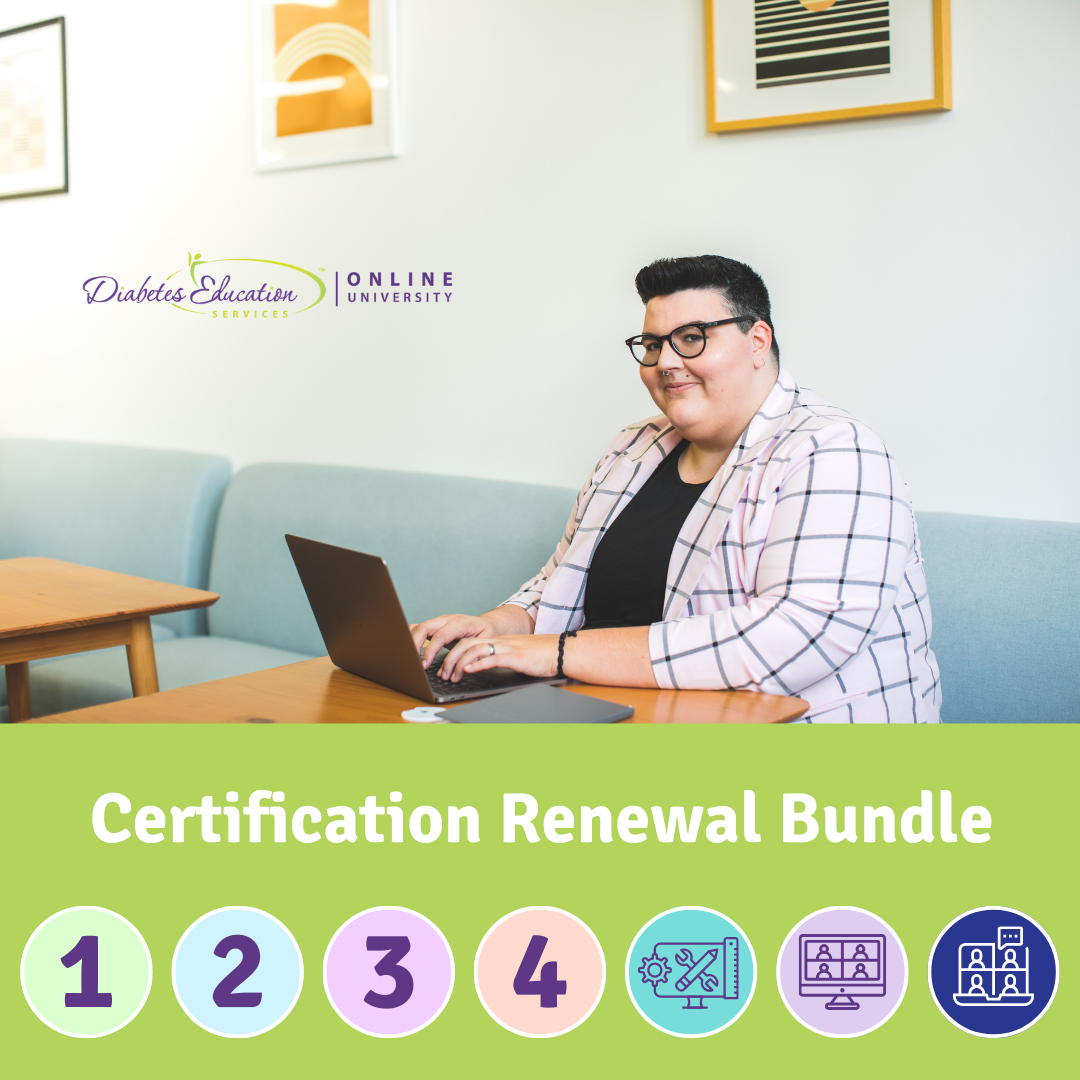 Diabetes Education
SERVICES
ONLINE
UNIVERSITY
Certification Renewal Bundle
1 2 3 4